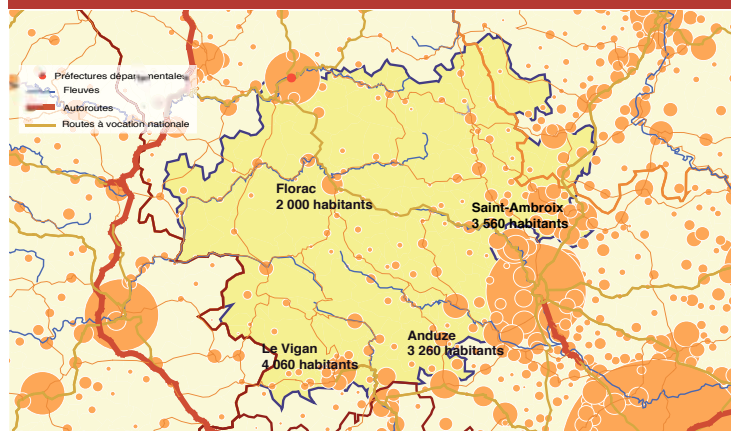 Préfectures départementales
Fleuves
Autoroutes
Routes à vocation nationale
Florac
2 000 habitants
Saint-Ambroix
3 560 habitants
Anduze
3 260 habitants
Le Vigan
4 060 habitants